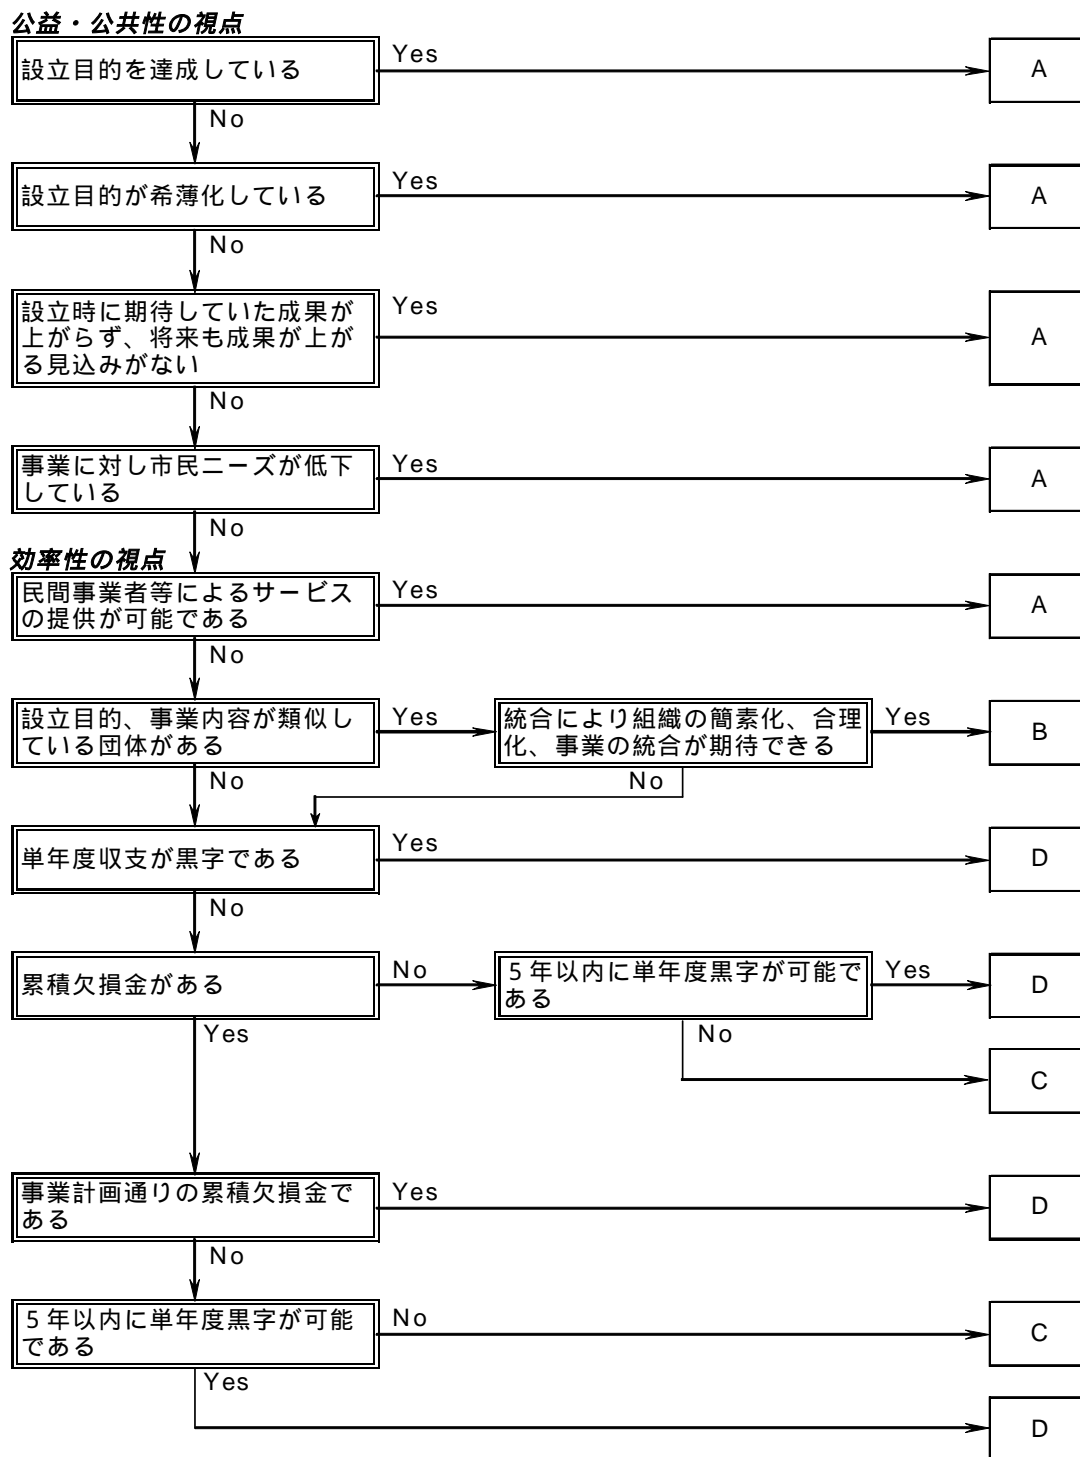 公益・公共性の視点
設立目的を達成している
Yes
A
No
設立目的が希薄化している
Yes
A
No
設立時に期待していた成果が
上がらず、将来も成果が上が
る見込みがない
Yes
A
No
事業に対し市民ニーズが低下
している
Yes
A
No
効率性の視点
民間事業者等によるサービス
の提供が可能である
Yes
A
No
設立目的、事業内容が類似し
ている団体がある
Yes
統合により組織の簡素化、合理
化、事業の統合が期待できる
Yes
B
No
No
単年度収支が黒字である
Yes
D
No
累積欠損金がある
No
５年以内に単年度黒字が可能で
ある
Yes
D
Yes
No
C
事業計画通りの累積欠損金で
ある
Yes
D
No
５年以内に単年度黒字が可能
である
No
C
Yes
D